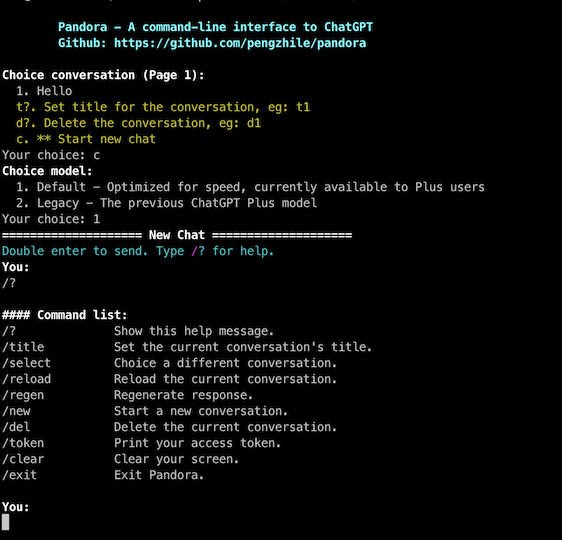 Pandora - A command-line interface to ChatGPT
Github: https://github.com/pengzhile/pandora
Choice conversation (Page 1):
1. Hello
t?. Set title for the conversation, eg: t1
d?. Delete the conversation, eg: d1
c. ** Start new chat
Your choice: c
Choice model:
1. Default - Optimized for speed, currently available to Plus users
2. Legacy - The previous ChatGPT Plus model
Your choice: 1
==================== New Chat ====================
Double enter to send. Type /? for help.
You:
/?
#### Command list:
/? Show this help message.
/title Set the current conversation's title.
/select Choice a different conversation.
/reload Reload the current conversation.
/regen Regenerate response.
/new Start a new conversation.
/del Delete the current conversation.
/token Print your access token.
/clear Clear your screen.
/exit Exit Pandora.
You: